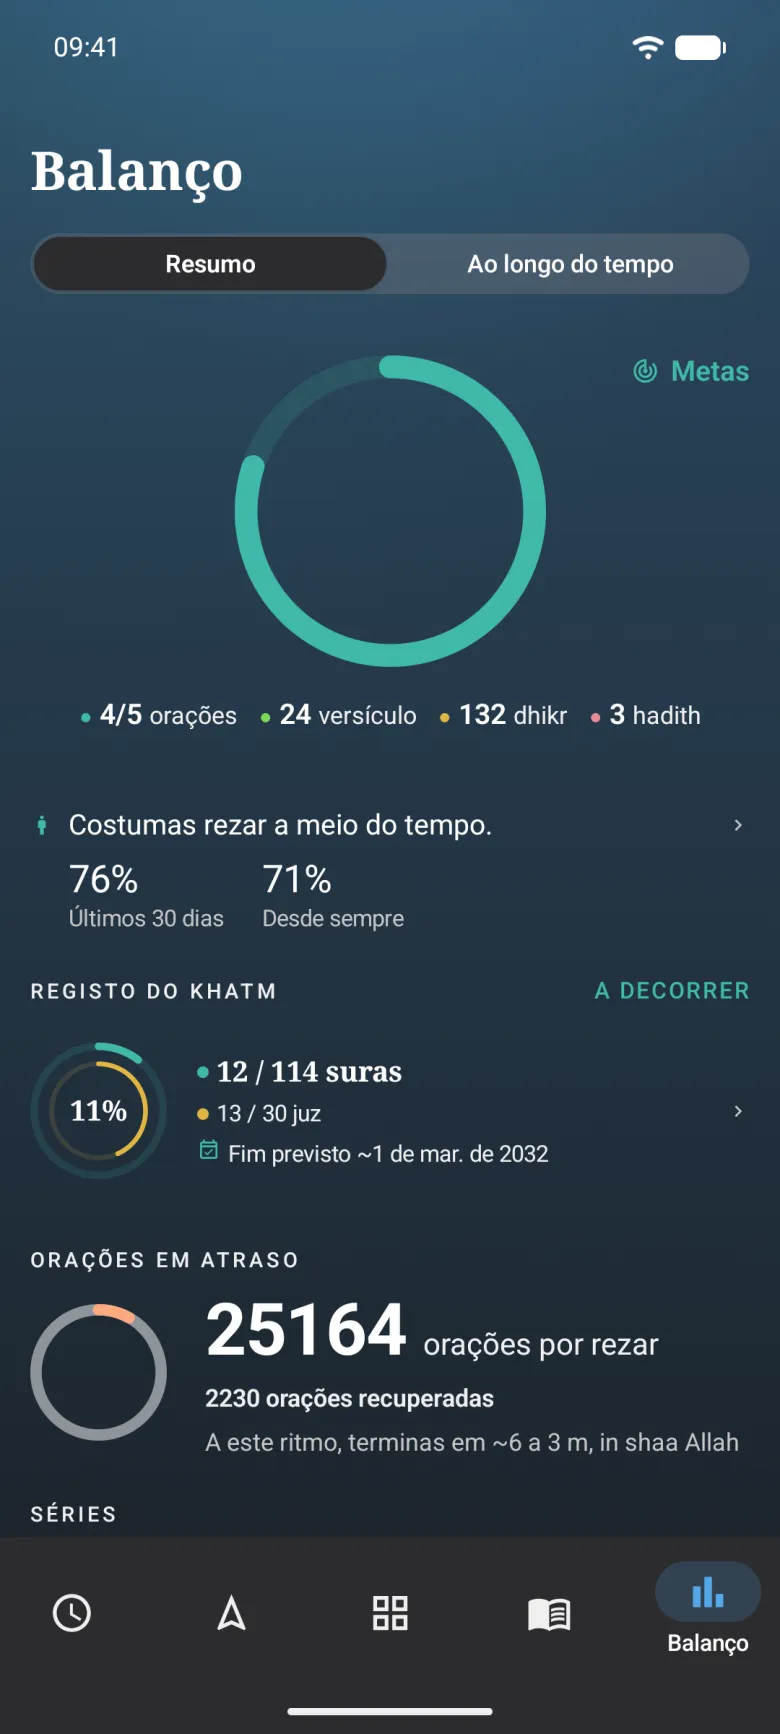 09:41
Balanço
Resumo
Ao longo do tempo
Metas
4/5 orações 24 versículo 132 dhikr 3 hadith
Costumas rezar a meio do tempo.
76% 71%
Últimos 30 dias Desde sempre
REGISTO DO KHATM A DECORRER
11%
12 / 114 suras
13 / 30 juz
Fim previsto ~1 de mar. de 2032
ORAÇÕES EM ATRASO
25164 orações por rezar
2230 orações recuperadas
A este ritmo, terminas em ~6 a 3 m, in shaa Allah
SÉRIES
Balanço